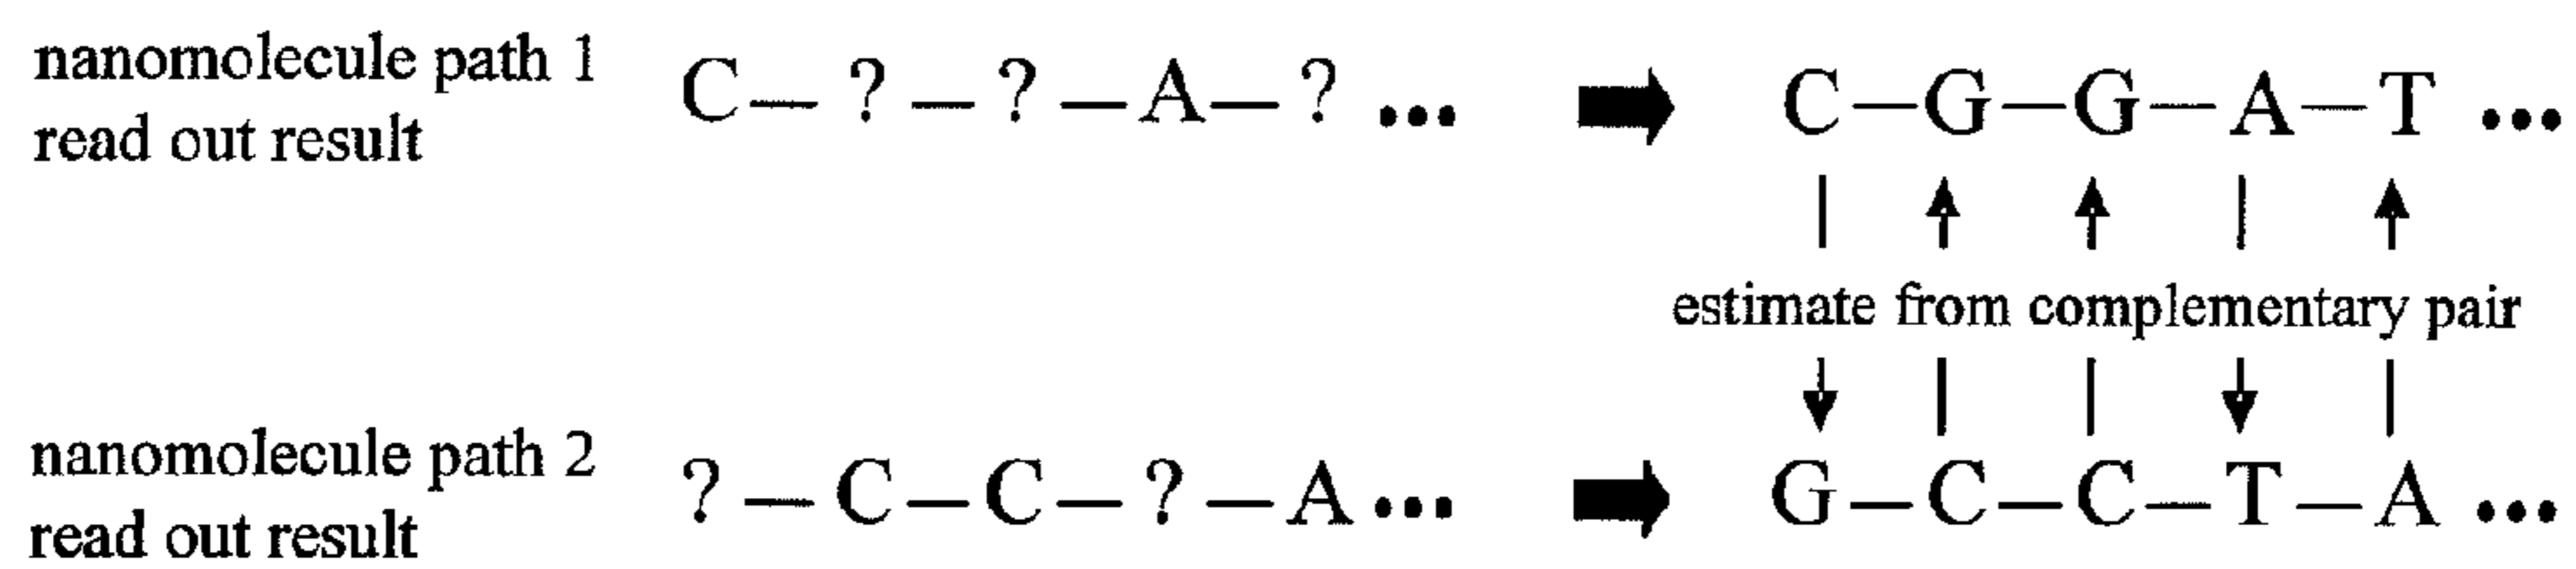 nanomolecule path 1
read out result
C—?—?—A—? ...
C—G—G—A—T ...
estimate from complementary pair
nanomolecule path 2
read out result
?—C—C—?—A ...
G—C—C—T—A ...